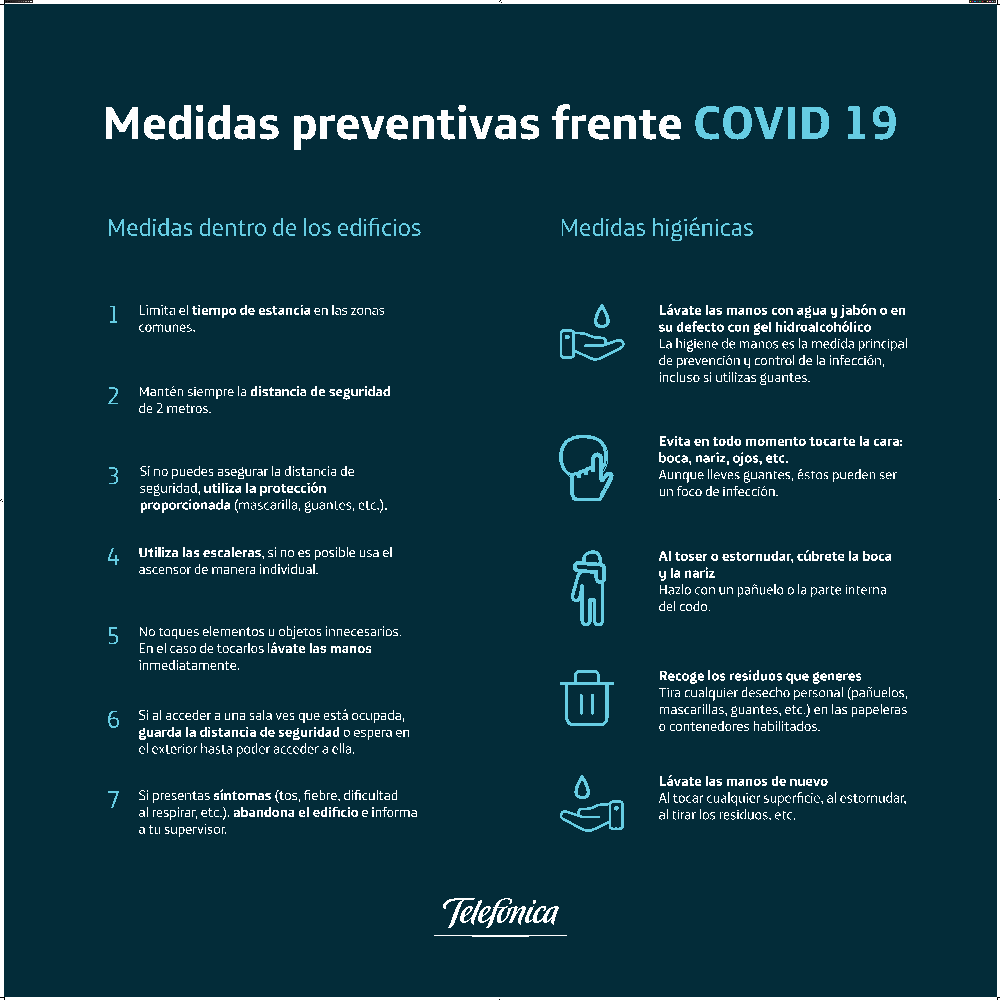 Medidas preventivas frente COVID 19
Medidas dentro de los edificios
1 Limita el tiempo de estancia en las zonas
comunes.
2 Mantén siempre la distancia de seguridad
de 2 metros.
3 Si no puedes asegurar la distancia de
seguridad, utiliza la protección
proporcionada (mascarilla, guantes, etc.).
4 Utiliza las escaleras, si no es posible usa el
ascensor de manera individual.
5 No toques elementos u objetos innecesarios.
En el caso de tocarlos lávate las manos
inmediatamente.
6 Si al acceder a una sala ves que está ocupada,
guarda la distancia de seguridad o espera en
el exterior hasta poder acceder a ella.
7 Si presentas síntomas (tos, fiebre, dificultad
al respirar, etc.). abandona el edificio e informa
a tu supervisor.
Medidas higiénicas
Lávate las manos con agua y jabón o en
su defecto con gel hidroalcohólico
La higiene de manos es la medida principal
de prevención y control de la infección,
incluso si utilizas guantes.
Evita en todo momento tocarte la cara:
boca, nariz, ojos, etc.
Aunque lleves guantes, éstos pueden ser
un foco de infección.
Al toser o estornudar, cúbrete la boca
y la nariz
Hazlo con un pañuelo o la parte interna
del codo.
Recoge los residuos que generes
Tira cualquier desecho personal (pañuelos,
mascarillas, guantes, etc.) en las papeleras
o contenedores habilitados.
Lávate las manos de nuevo
Al tocar cualquier superficie, al estornudar,
al tirar los residuos, etc.
Telefónica